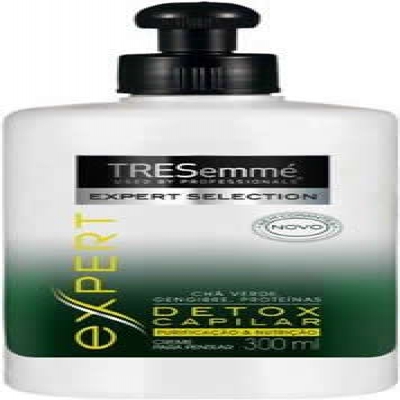 TRESemmé
USED BY PROFESSIONALS
EXPERT SELECTION
NOVO
eXPERT
CHÁ VERDE,
GENGIBRE, PROTEÍNAS
DETOX
CAPILAR
PURIFICAÇÃO & NUTRIÇÃO
CREME
PARA PENTEAR 300 ml